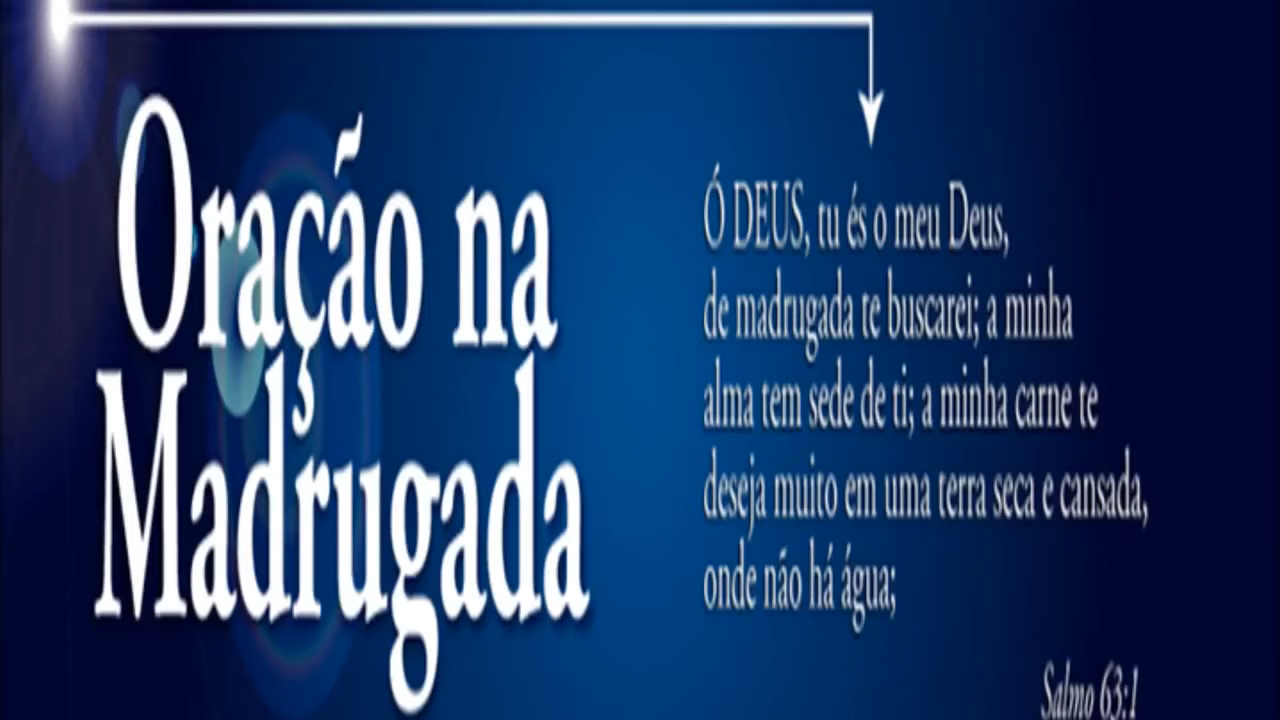 Oração na
Madrugada
Ó DEUS, tu és o meu Deus,
de madrugada te buscarei; a minha
alma tem sede de ti; a minha carne te
deseja muito em uma terra seca e cansada,
onde não há água;
Salmo 63:1